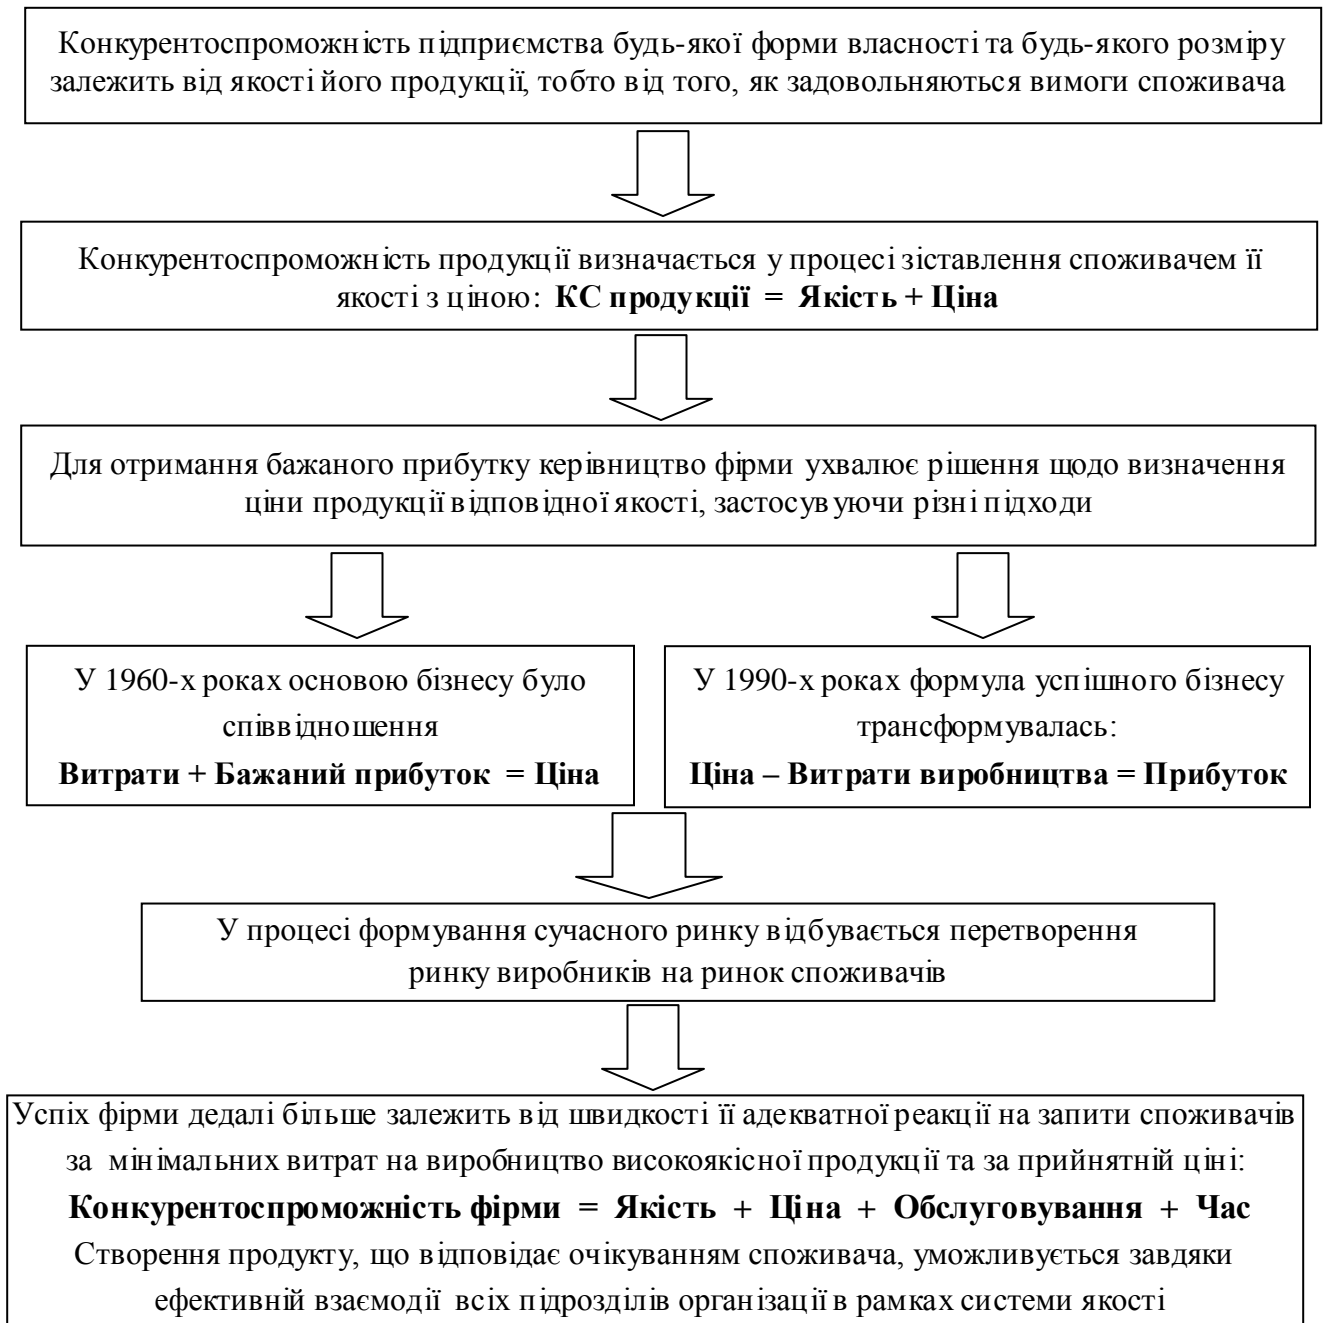 Конкурентоспроможність підприємства будь-якої форми власності та будь-якого розміру
залежить від якості його продукції, тобто від того, як задовольняються вимоги споживача
Конкурентоспроможність продукції визначається у процесі зіставлення споживачем її
якості з ціною: КС продукції = Якість + Ціна
Для отримання бажаного прибутку керівництво фірми ухвалює рішення щодо визначення
ціни продукції відповідної якості, застосувуючи різні підходи
У 1960-х роках основою бізнесу було
співвідношення
Витрати + Бажаний прибуток = Ціна
У 1990-х роках формула успішного бізнесу
трансформувалась:
Ціна – Витрати виробництва = Прибуток
У процесі формування сучасного ринку відбувається перетворення
ринку виробників на ринок споживачів
Успіх фірми дедалі більше залежить від швидкості її адекватної реакції на запити споживачів
за мінімальних витрат на виробництво високоякісної продукції та за прийнятній ціні:
Конкурентоспроможність фірми = Якість + Ціна + Обслуговування + Час
Створення продукту, що відповідає очікуванням споживача, уможливується завдяки
ефективній взаємодії всіх підрозділів організації в рамках системи якості